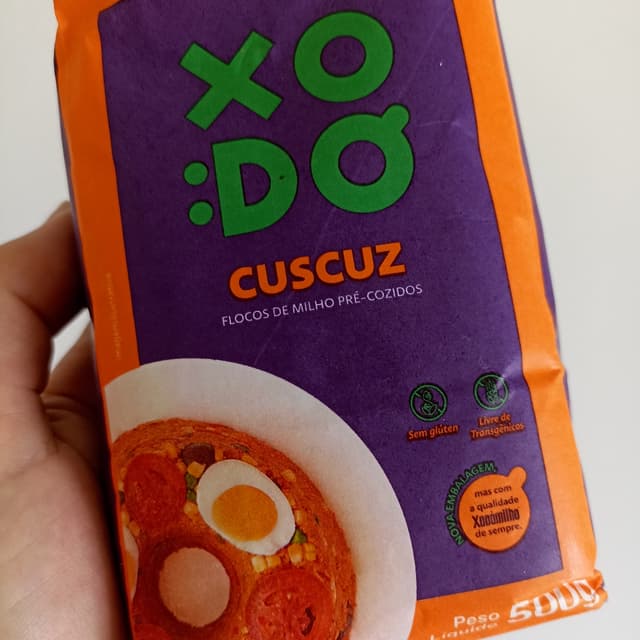 XO
DÓ
CUSCUZ
FLOCOS DE MILHO PRÉ-COZIDOS
Sem glúten
Livre de
Transgênicos
NOVA EMBALAGEM,
mas com
a qualidade
de sempre.
Peso
Líquido
500g